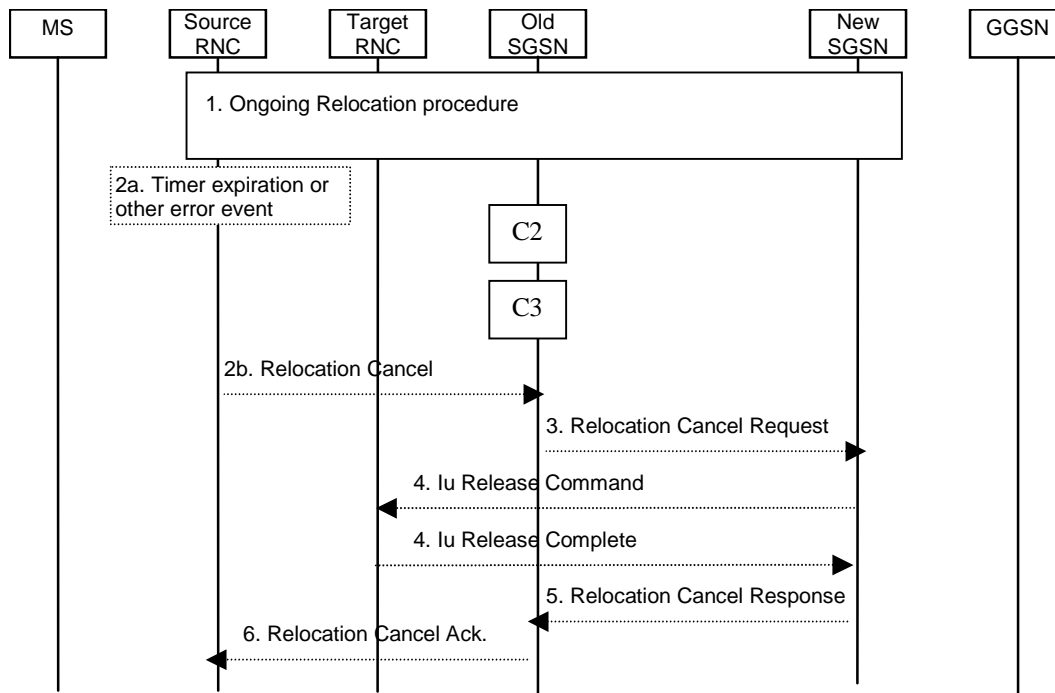 MS
Source
RNC
Target
RNC
Old
SGSN
New
SGSN
GGSN
1. Ongoing Relocation procedure
2a. Timer expiration or
other error event
C2
C3
2b. Relocation Cancel
3. Relocation Cancel Request
4. Iu Release Command
4. Iu Release Complete
5. Relocation Cancel Response
6. Relocation Cancel Ack.